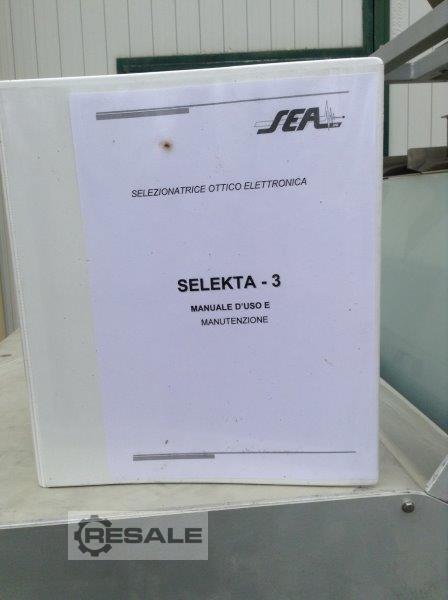 SEA
SELEZIONATRICE OTTICO ELETTRONICA
SELEKTA - 3
MANUALE D'USO E
MANUTENZIONE
RESALE